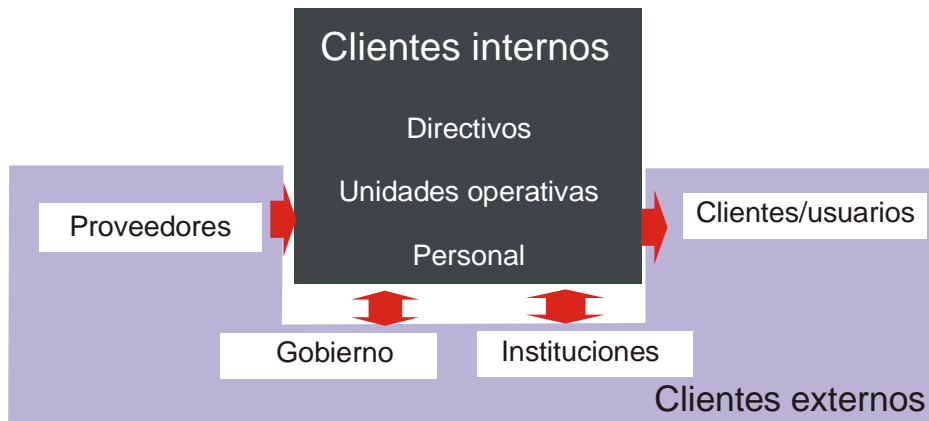 Clientes internos
Directivos
Unidades operativas
Personal
Proveedores
Clientes/usuarios
Gobierno
Instituciones
Clientes externos